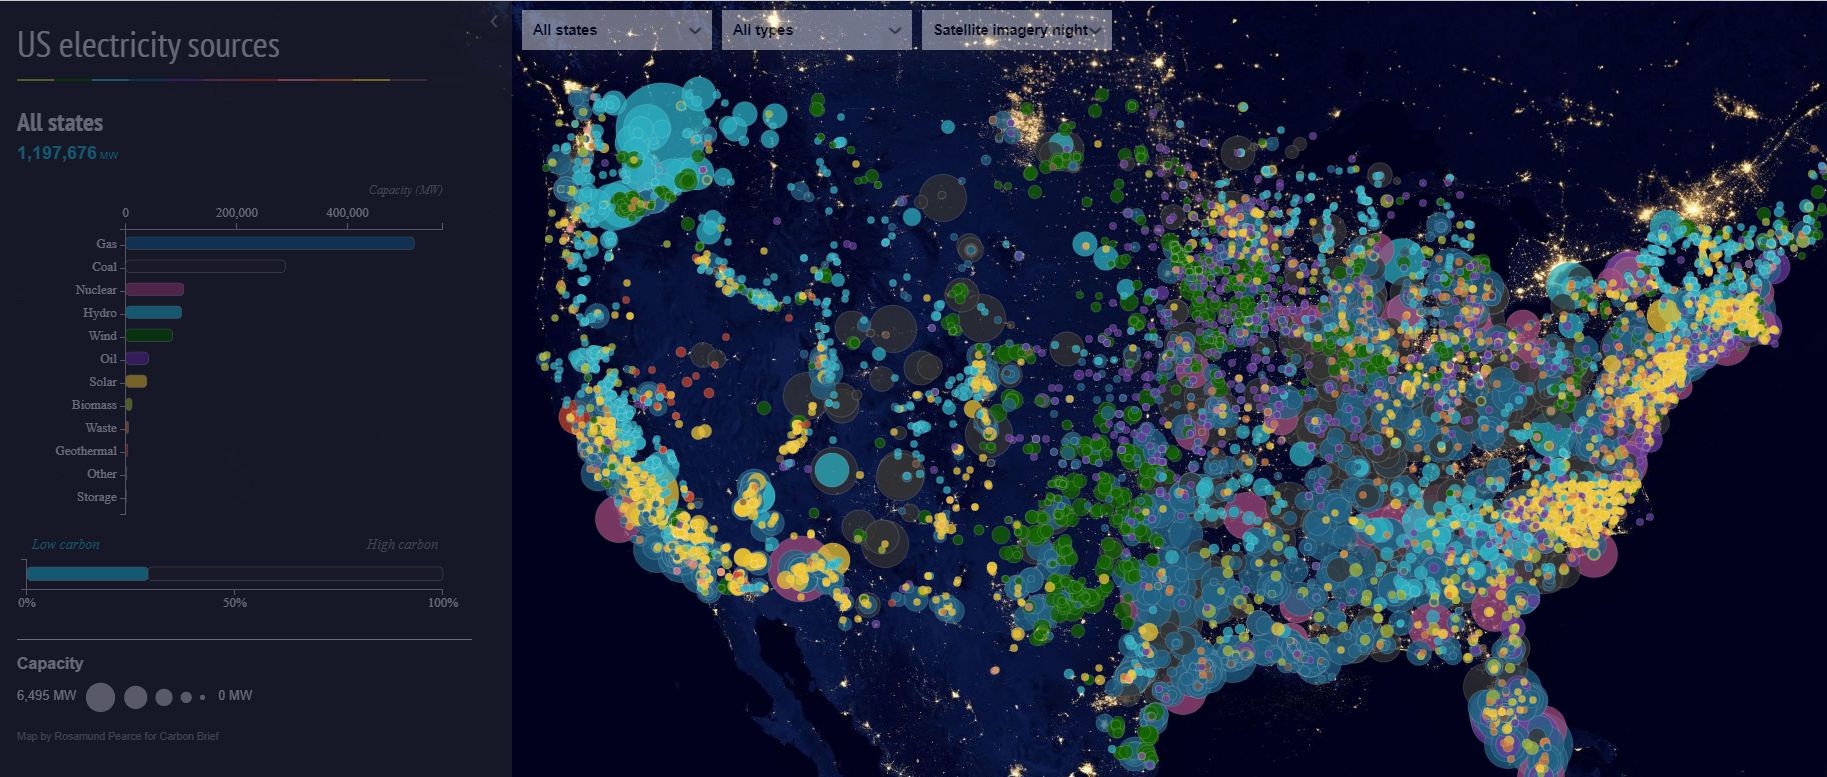 US electricity sources
All states
1,197,676 MW
Capacity (MW)
0 200,000 400,000
Gas
Coal
Nuclear
Hydro
Wind
Oil
Solar
Biomass
Waste
Geothermal
Other
Storage
Low carbon High carbon
0% 50% 100%
Capacity
6,495 MW 0 MW
Map by Rosamund Pearce for Carbon Brief
All states All types Satellite imagery night